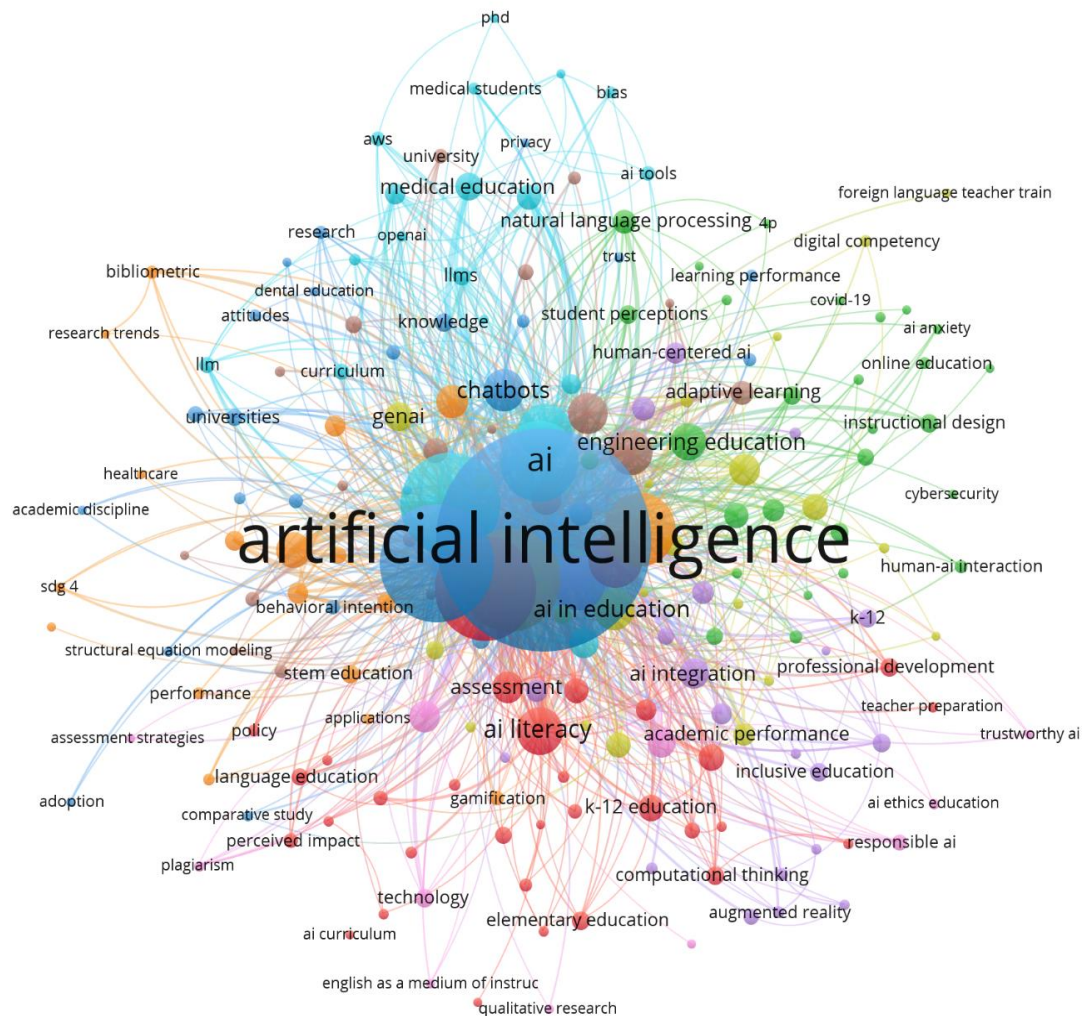 phd
medical students
bias
aws
privacy
university
ai tools
medical education
foreign language teacher train
natural language processing
4p
research
openai
digital competency
trust
bibliometric
llms
learning performance
dental education
covid-19
attitudes
knowledge
student perceptions
ai anxiety
research trends
human-centered ai
llm
curriculum
online education
chatbots
adaptive learning
universities
genai
instructional design
engineering education
ai
healthcare
cybersecurity
academic discipline
artificial intelligence
human-ai interaction
sdg 4
behavioral intention
ai in education
k-12
structural equation modeling
stem education
ai integration
professional development
performance
assessment
applications
teacher preparation
assessment strategies
policy
ai literacy
academic performance
trustworthy ai
language education
inclusive education
adoption
gamification
k-12 education
ai ethics education
comparative study
perceived impact
responsible ai
plagiarism
computational thinking
technology
elementary education
augmented reality
ai curriculum
english as a medium of instruc
qualitative research